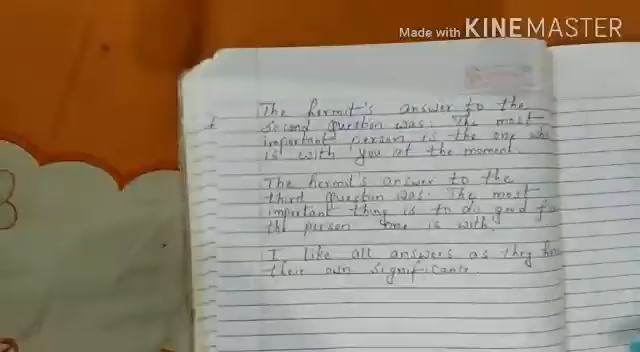 Made with KINEMASTER
The hermit's answer to the
second question was: The most
important person is the one who
is with you at the moment.
The hermit's answer to the
third question was: The most
important thing is to do good for
the person one is with.
I like all answers as they have
their own significance.